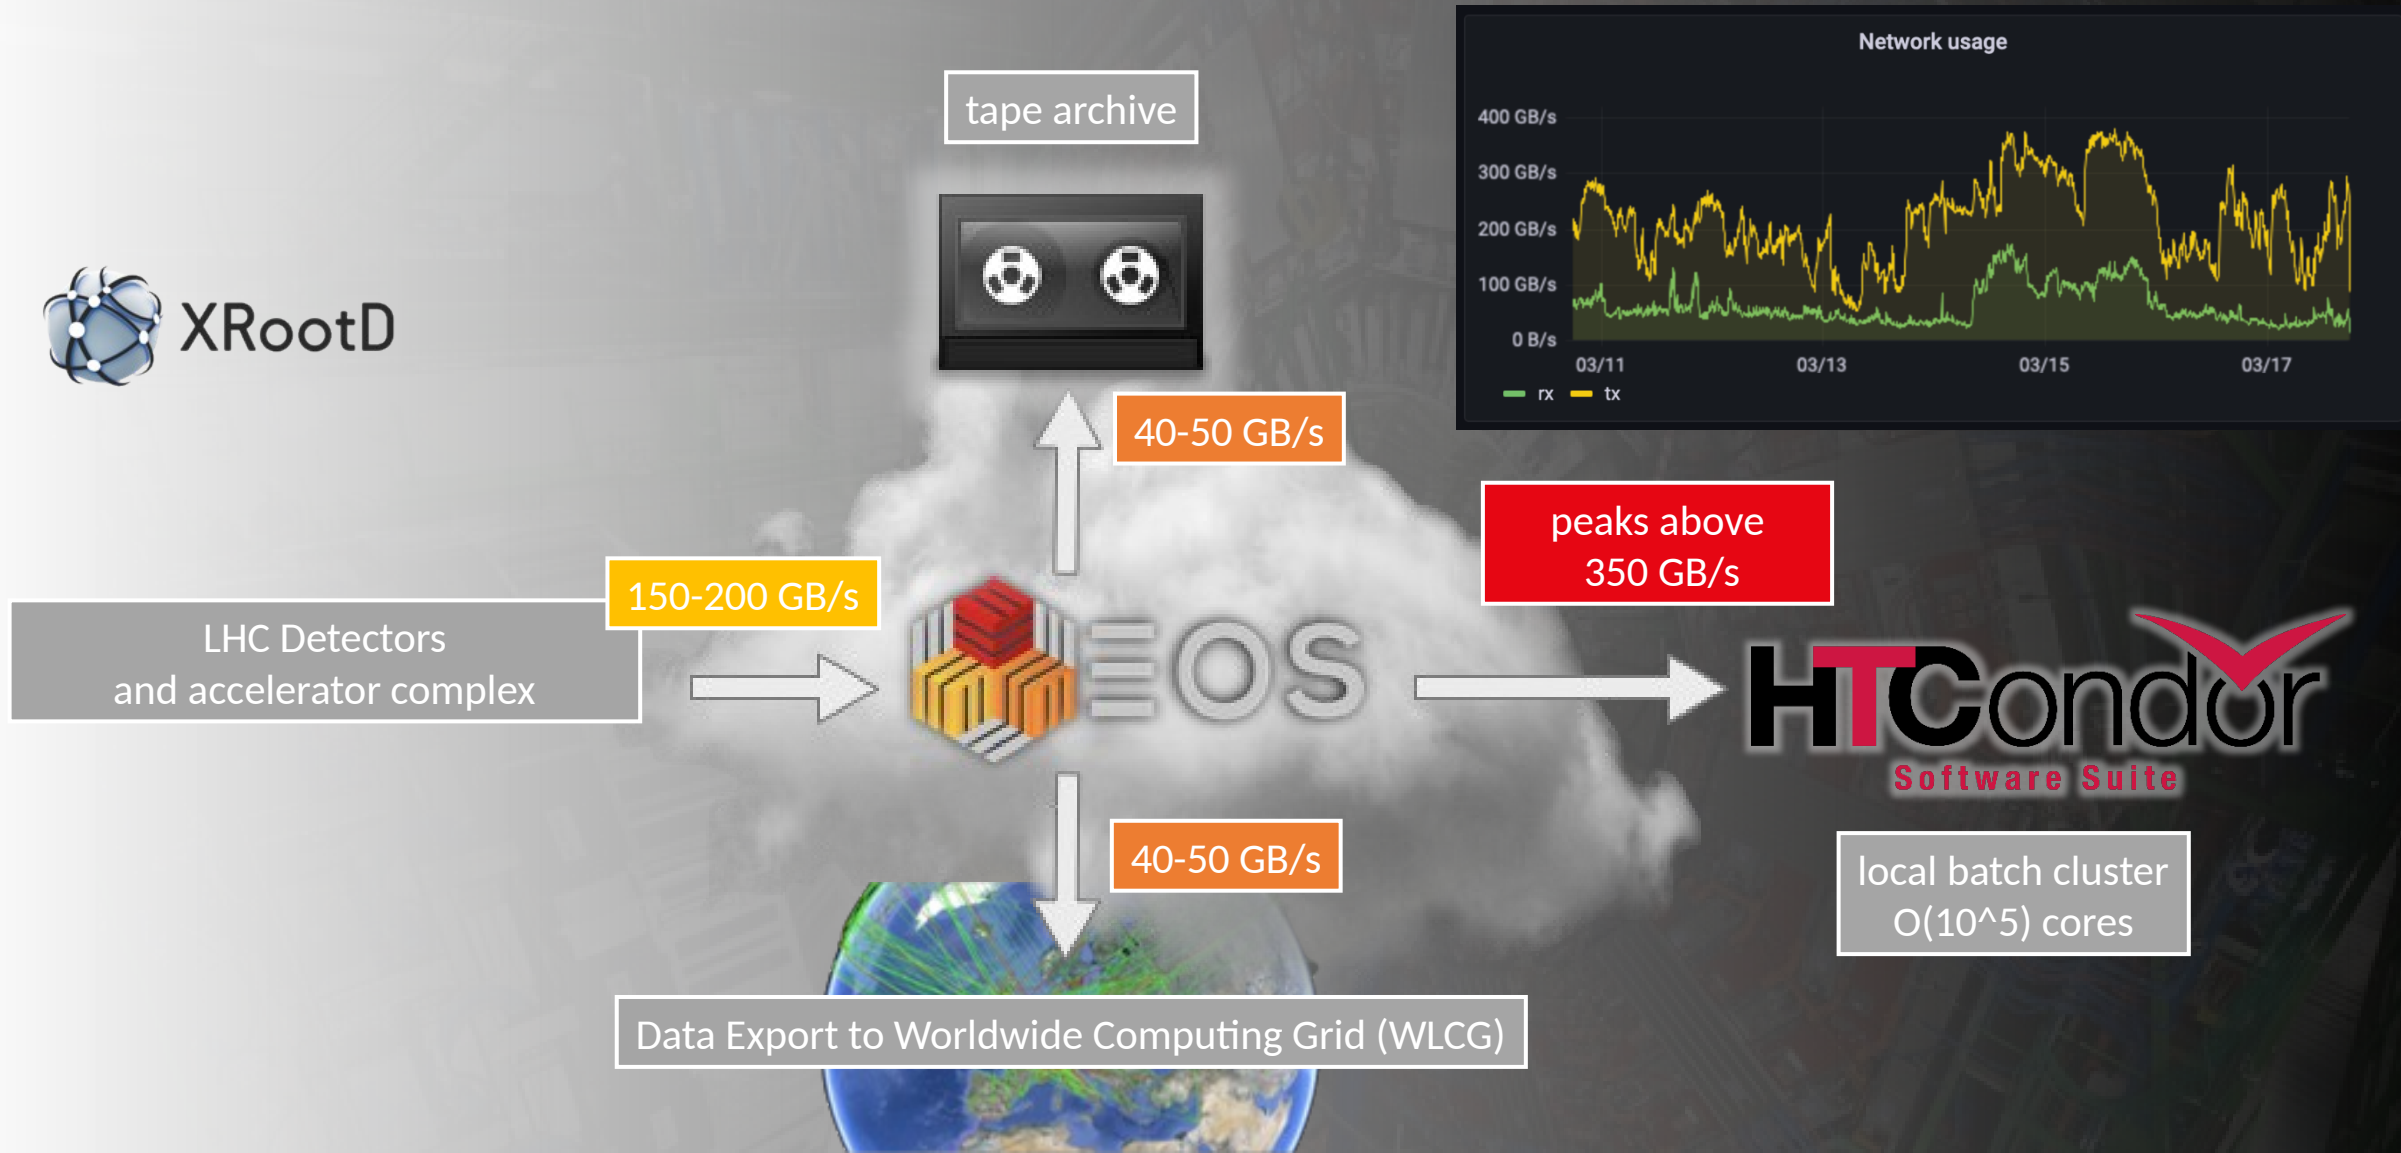 Network usage
400 GB/s
300 GB/s
200 GB/s
100 GB/s
0 B/s
03/11 03/13 03/15 03/17
rx tx
tape archive
XRootD
40-50 GB/s
peaks above
350 GB/s
150-200 GB/s
LHC Detectors
and accelerator complex
EOS
HTCondor
Software Suite
40-50 GB/s
local batch cluster
O(10^5) cores
Data Export to Worldwide Computing Grid (WLCG)